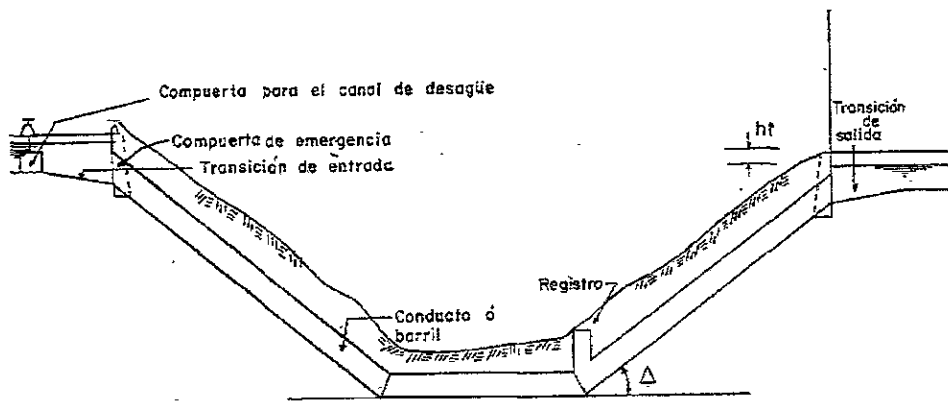 Compuerta para el canal de desagüe
Compuerta de emergencia
Transición de entrada
ht
Transición
de
salida
Registro
Conducto ó
barril
Δ